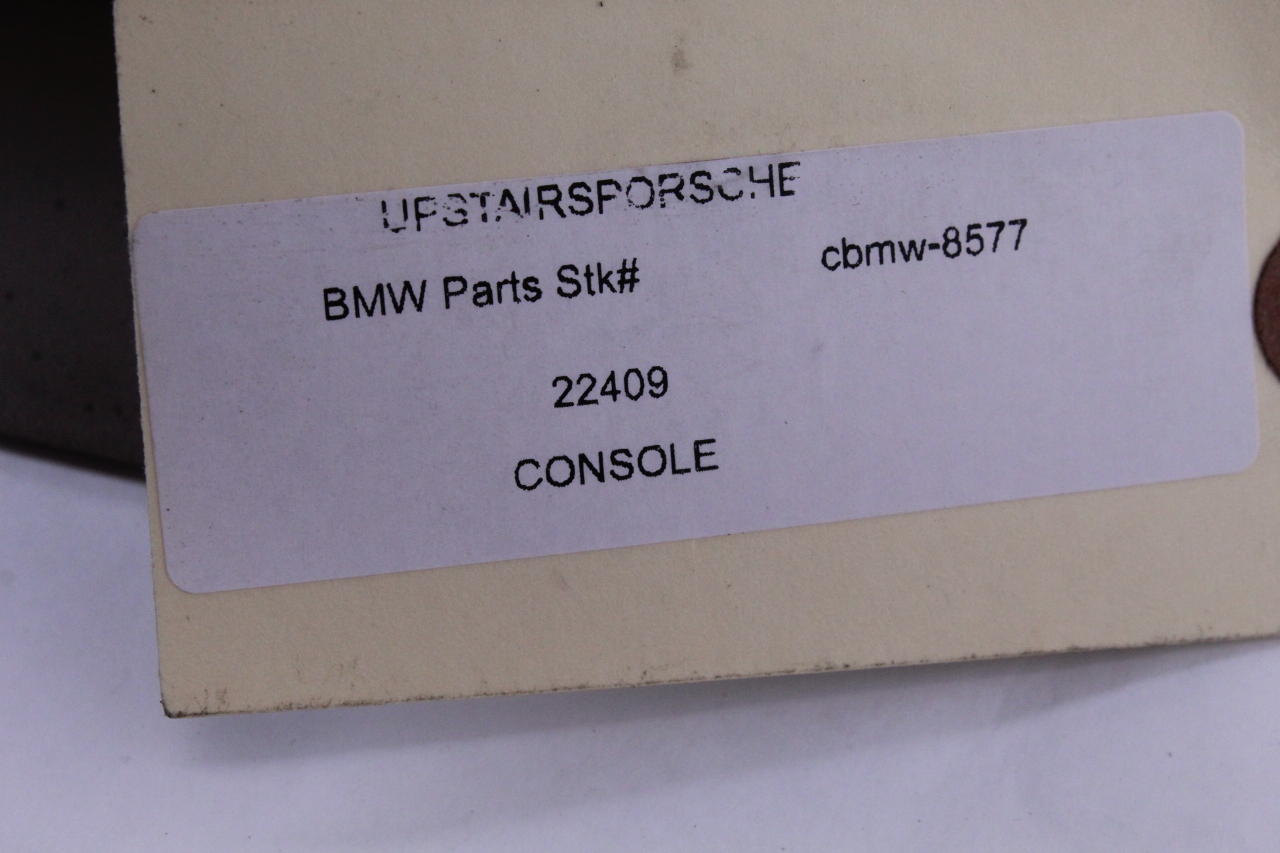 UPSTAIRSPORSCHE
BMW Parts Stk# cbmw-8577
22409
CONSOLE